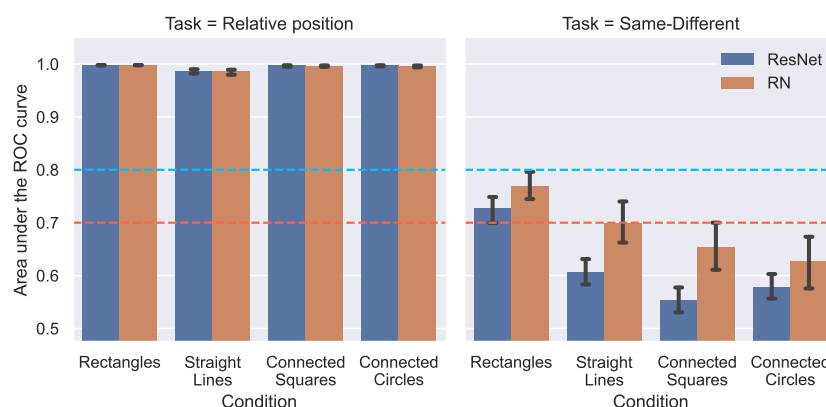 Task = Relative position
Task = Same-Different
Area under the ROC curve
1.0
0.9
0.8
0.7
0.6
0.5
ResNet
RN
Rectangles
Straight
Lines
Connected
Squares
Connected
Circles
Condition
Rectangles
Straight
Lines
Connected
Squares
Connected
Circles
Condition